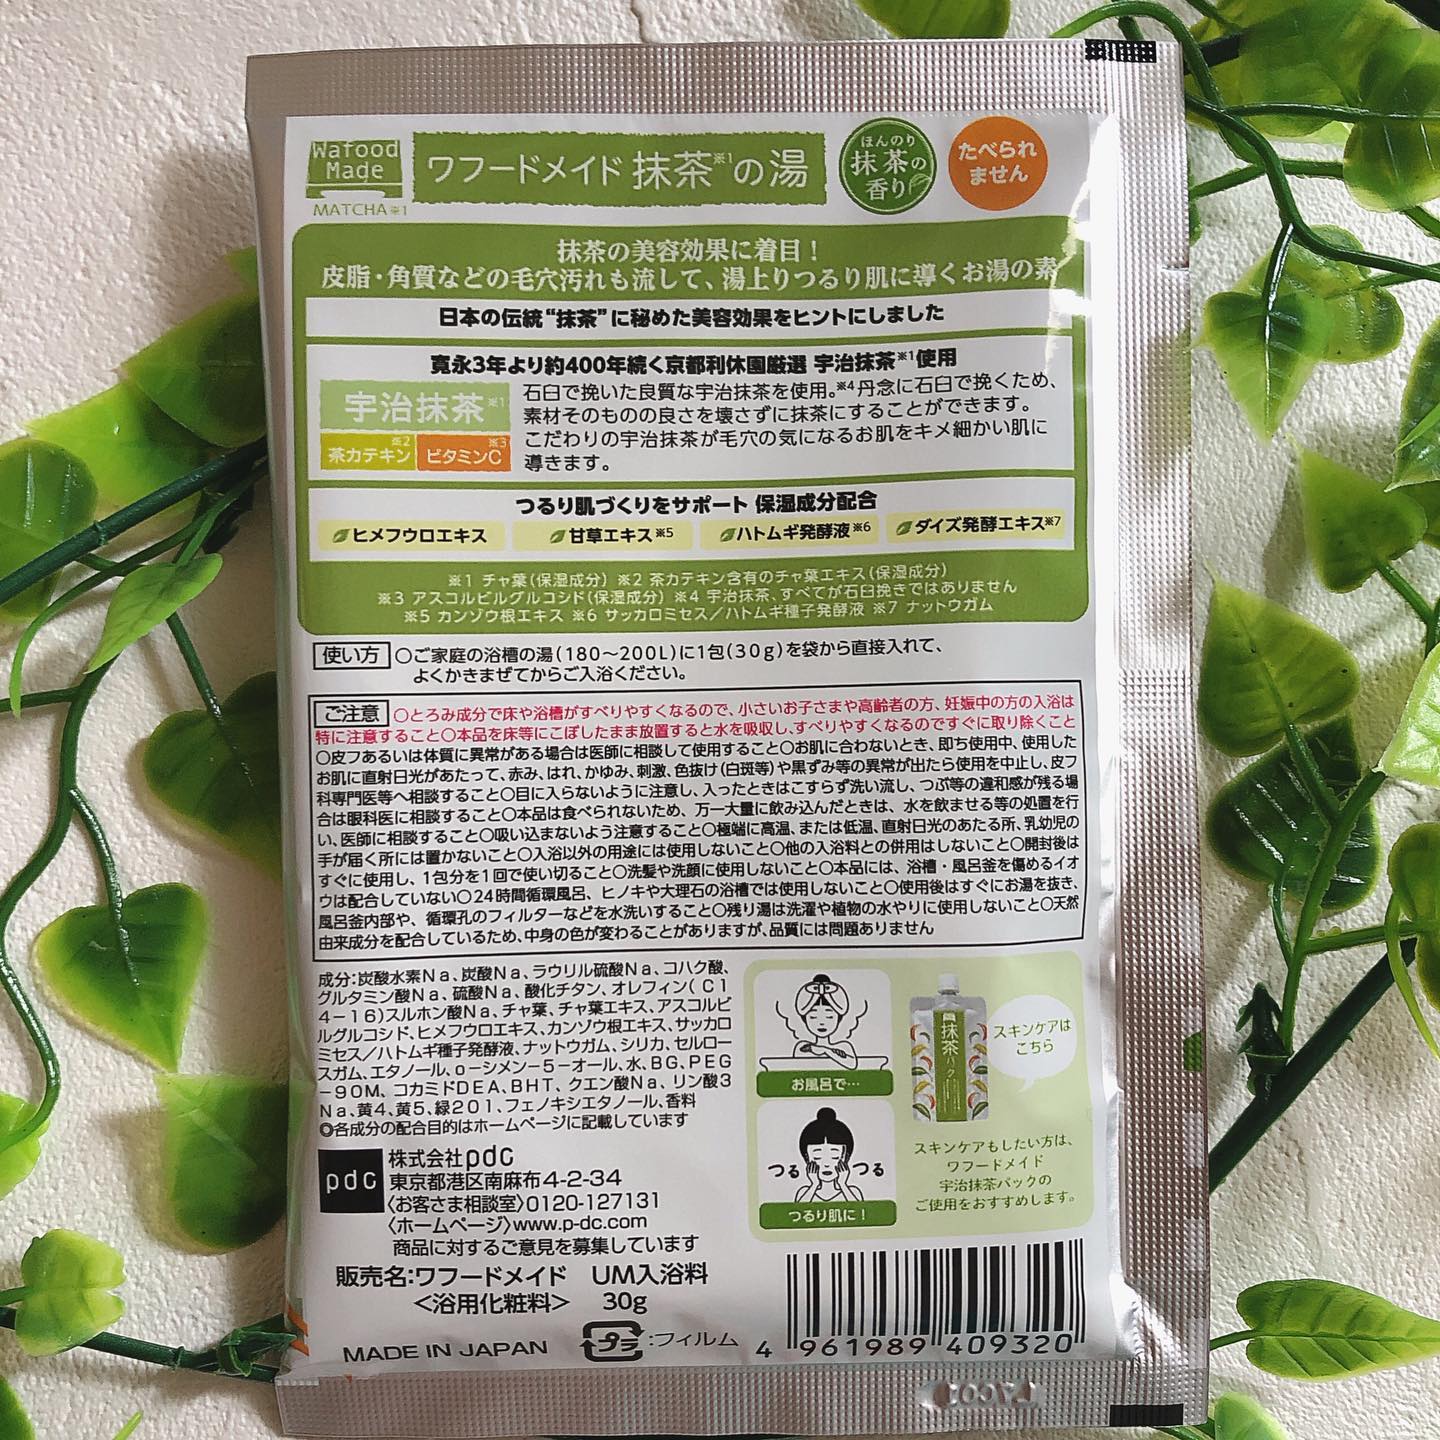 Wafood
Made
MATCHA※1
ワフードメイド 抹茶※1の湯
ほんのり
抹茶の
香り
たべられ
ません
抹茶の美容効果に着目！
皮脂・角質などの毛穴汚れも流して、湯上りつるり肌に導くお湯の素
日本の伝統“抹茶”に秘めた美容効果をヒントにしました
寛永3年より約400年続く京都利休園厳選 宇治抹茶※1使用
宇治抹茶※1
茶カテキン※2
ビタミンC※3
石臼で挽いた良質な宇治抹茶を使用。※4丹念に石臼で挽くため、
素材そのものの良さを壊さずに抹茶にすることができます。
こだわりの宇治抹茶が毛穴の気になるお肌をキメ細かい肌に
導きます。
つるり肌づくりをサポート 保湿成分配合
ヒメフウロエキス
甘草エキス※5
ハトムギ発酵液※6
ダイズ発酵エキス※7
※1 チャ葉（保湿成分） ※2 茶カテキン含有のチャ葉エキス（保湿成分）
※3 アスコルビルグルコシド（保湿成分） ※4 宇治抹茶、すべてが石臼挽きではありません
※5 カンゾウ根エキス ※6 サッカロミセス／ハトムギ種子発酵液 ※7 ナットウガム
使い方 ○ご家庭の浴槽の湯（180～200L）に1包（30g）を袋から直接入れて、
よくかきまぜてからご入浴ください。
ご注意 ○とろみ成分で床や浴槽がすべりやすくなるので、小さいお子さまや高齢者の方、妊娠中の方の入浴は
特に注意すること○本品を床等にこぼしたまま放置すると水を吸収し、すべりやすくなるのですぐに取り除くこと
○皮フあるいは体質に異常がある場合は医師に相談して使用すること○お肌に合わないとき、即ち使用中、使用した
お肌に直射日光があたって、赤み、はれ、かゆみ、刺激、色抜け（白斑等）や黒ずみ等の異常が出たら使用を中止し、皮フ
科専門医等へ相談すること○目に入らないように注意し、入ったときはこすらず洗い流し、つぶ等の違和感が残る場
合は眼科医に相談すること○本品は食べられないため、万一大量に飲み込んだときは、水を飲ませる等の処置を行
い、医師に相談すること○吸い込まないよう注意すること○極端に高温、または低温、直射日光のあたる所、乳幼児の
手が届く所には置かないこと○入浴以外の用途には使用しないこと○他の入浴料との併用はしないこと○開封後は
すぐに使用し、1包分を1回で使い切ること○洗髪や洗顔に使用しないこと○本品には、浴槽・風呂釜を傷めるイオ
ウは配合していない○24時間循環風呂、ヒノキや大理石の浴槽では使用しないこと○使用後はすぐにお湯を抜き、
風呂釜内部や、循環孔のフィルターなどを水洗いすること○残り湯は洗濯や植物の水やりに使用しないこと○天然
由来成分を配合しているため、中身の色が変わることがありますが、品質には問題ありません
成分：炭酸水素Ｎａ、炭酸Ｎａ、ラウリル硫酸Ｎａ、コハク酸、
グルタミン酸Ｎａ、硫酸Ｎａ、酸化チタン、オレフィン（Ｃ１
４－１６）スルホン酸Ｎａ、チャ葉、チャ葉エキス、アスコルビ
ルグルコシド、ヒメフウロエキス、カンゾウ根エキス、サッカロ
ミセス／ハトムギ種子発酵液、ナットウガム、シリカ、セルロー
スガム、エタノール、ｏ－シメン－５－オール、水、ＢＧ、ＰＥＧ
－９０Ｍ、コカミドＤＥＡ、ＢＨＴ、クエン酸Ｎａ、リン酸３
Ｎａ、黄４、黄５、緑２０１、フェノキシエタノール、香料
◎各成分の配合目的はホームページに記載しています
pdc
株式会社pdc
東京都港区南麻布4-2-34
〈お客さま相談室〉0120-127131
〈ホームページ〉www.p-dc.com
商品に対するご意見を募集しています
販売名：ワフードメイド UM入浴料
＜浴用化粧料＞ 30g
MADE IN JAPAN
プラ
：フィルム
お風呂で…
つる つる
つるり肌に！
抹茶パック
スキンケアは
こちら
スキンケアもしたい方は、
ワフードメイド
宇治抹茶パックの
ご使用をおすすめします。
4 961989 409320